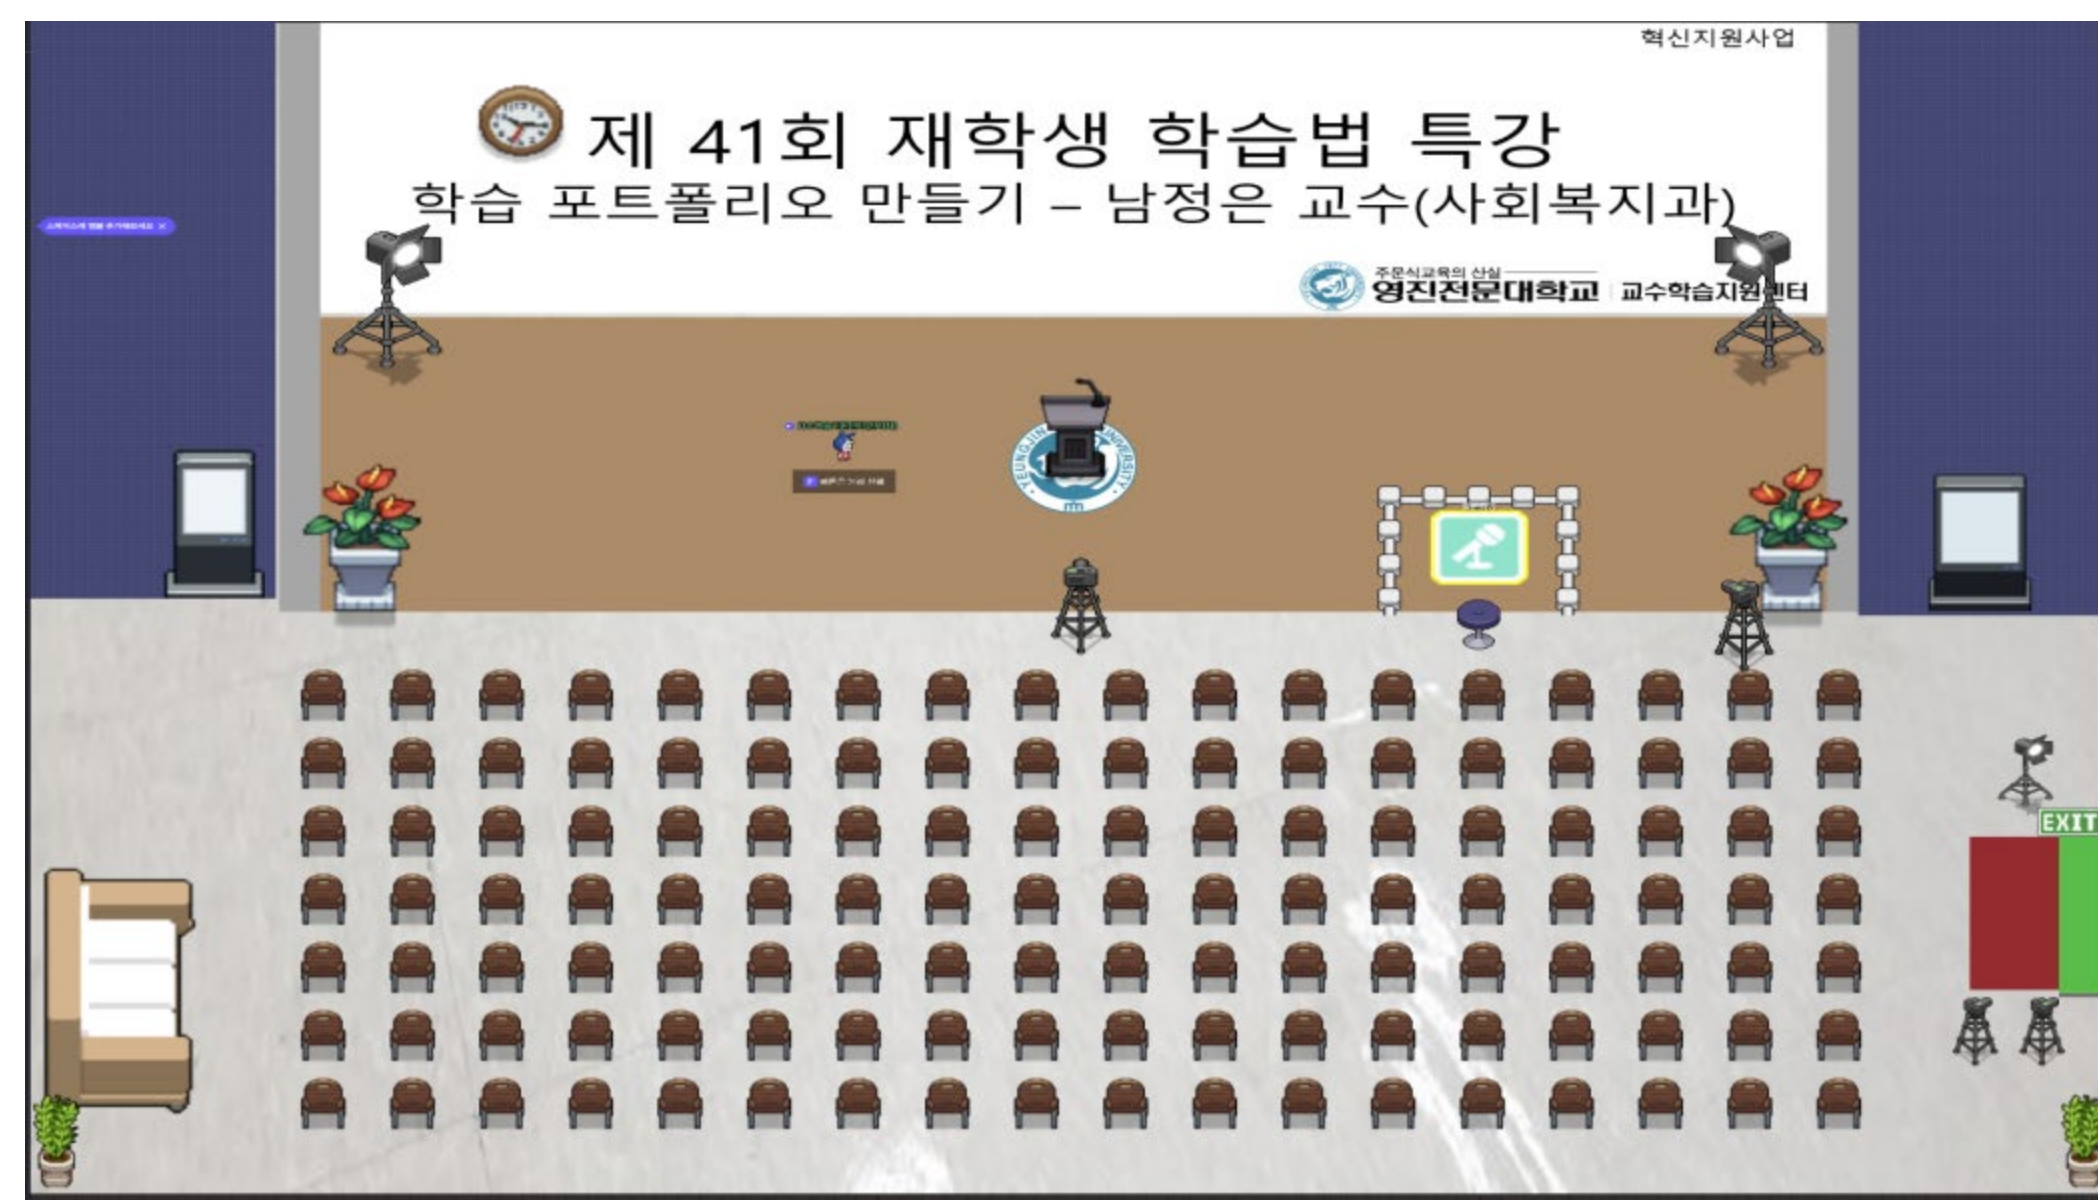 혁신지원사업
제 41회 재학생 학습법 특강
학습 포트폴리오 만들기 – 남정은 교수(사회복지과)
주문식교육의 산실
영진전문대학교 교수학습지원센터
YEUNGJIN UNIVERSITY
EXIT